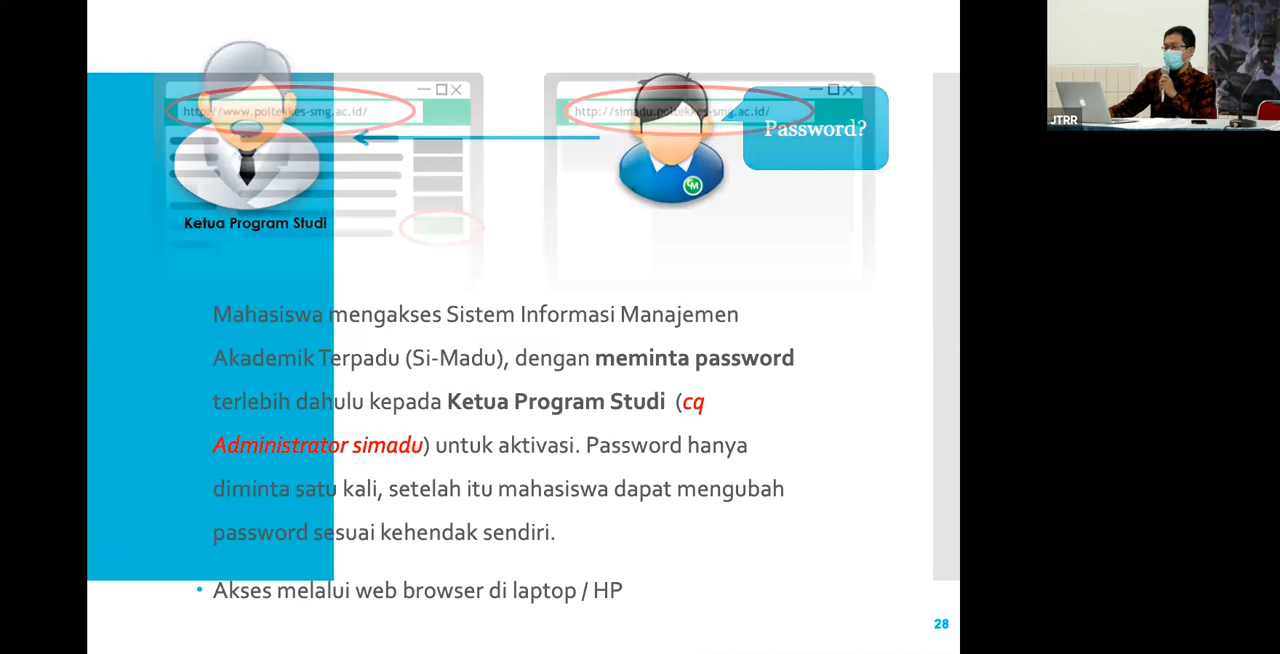 http://www.poltekkes-smg.ac.id/
http://simadu.poltekkes-smg.ac.id/
Password?
JTRR
Ketua Program Studi
Mahasiswa mengakses Sistem Informasi Manajemen
Akademik Terpadu (Si-Madu), dengan meminta password
terlebih dahulu kepada Ketua Program Studi (cq
Administrator simadu) untuk aktivasi. Password hanya
diminta satu kali, setelah itu mahasiswa dapat mengubah
password sesuai kehendak sendiri.
• Akses melalui web browser di laptop / HP
28